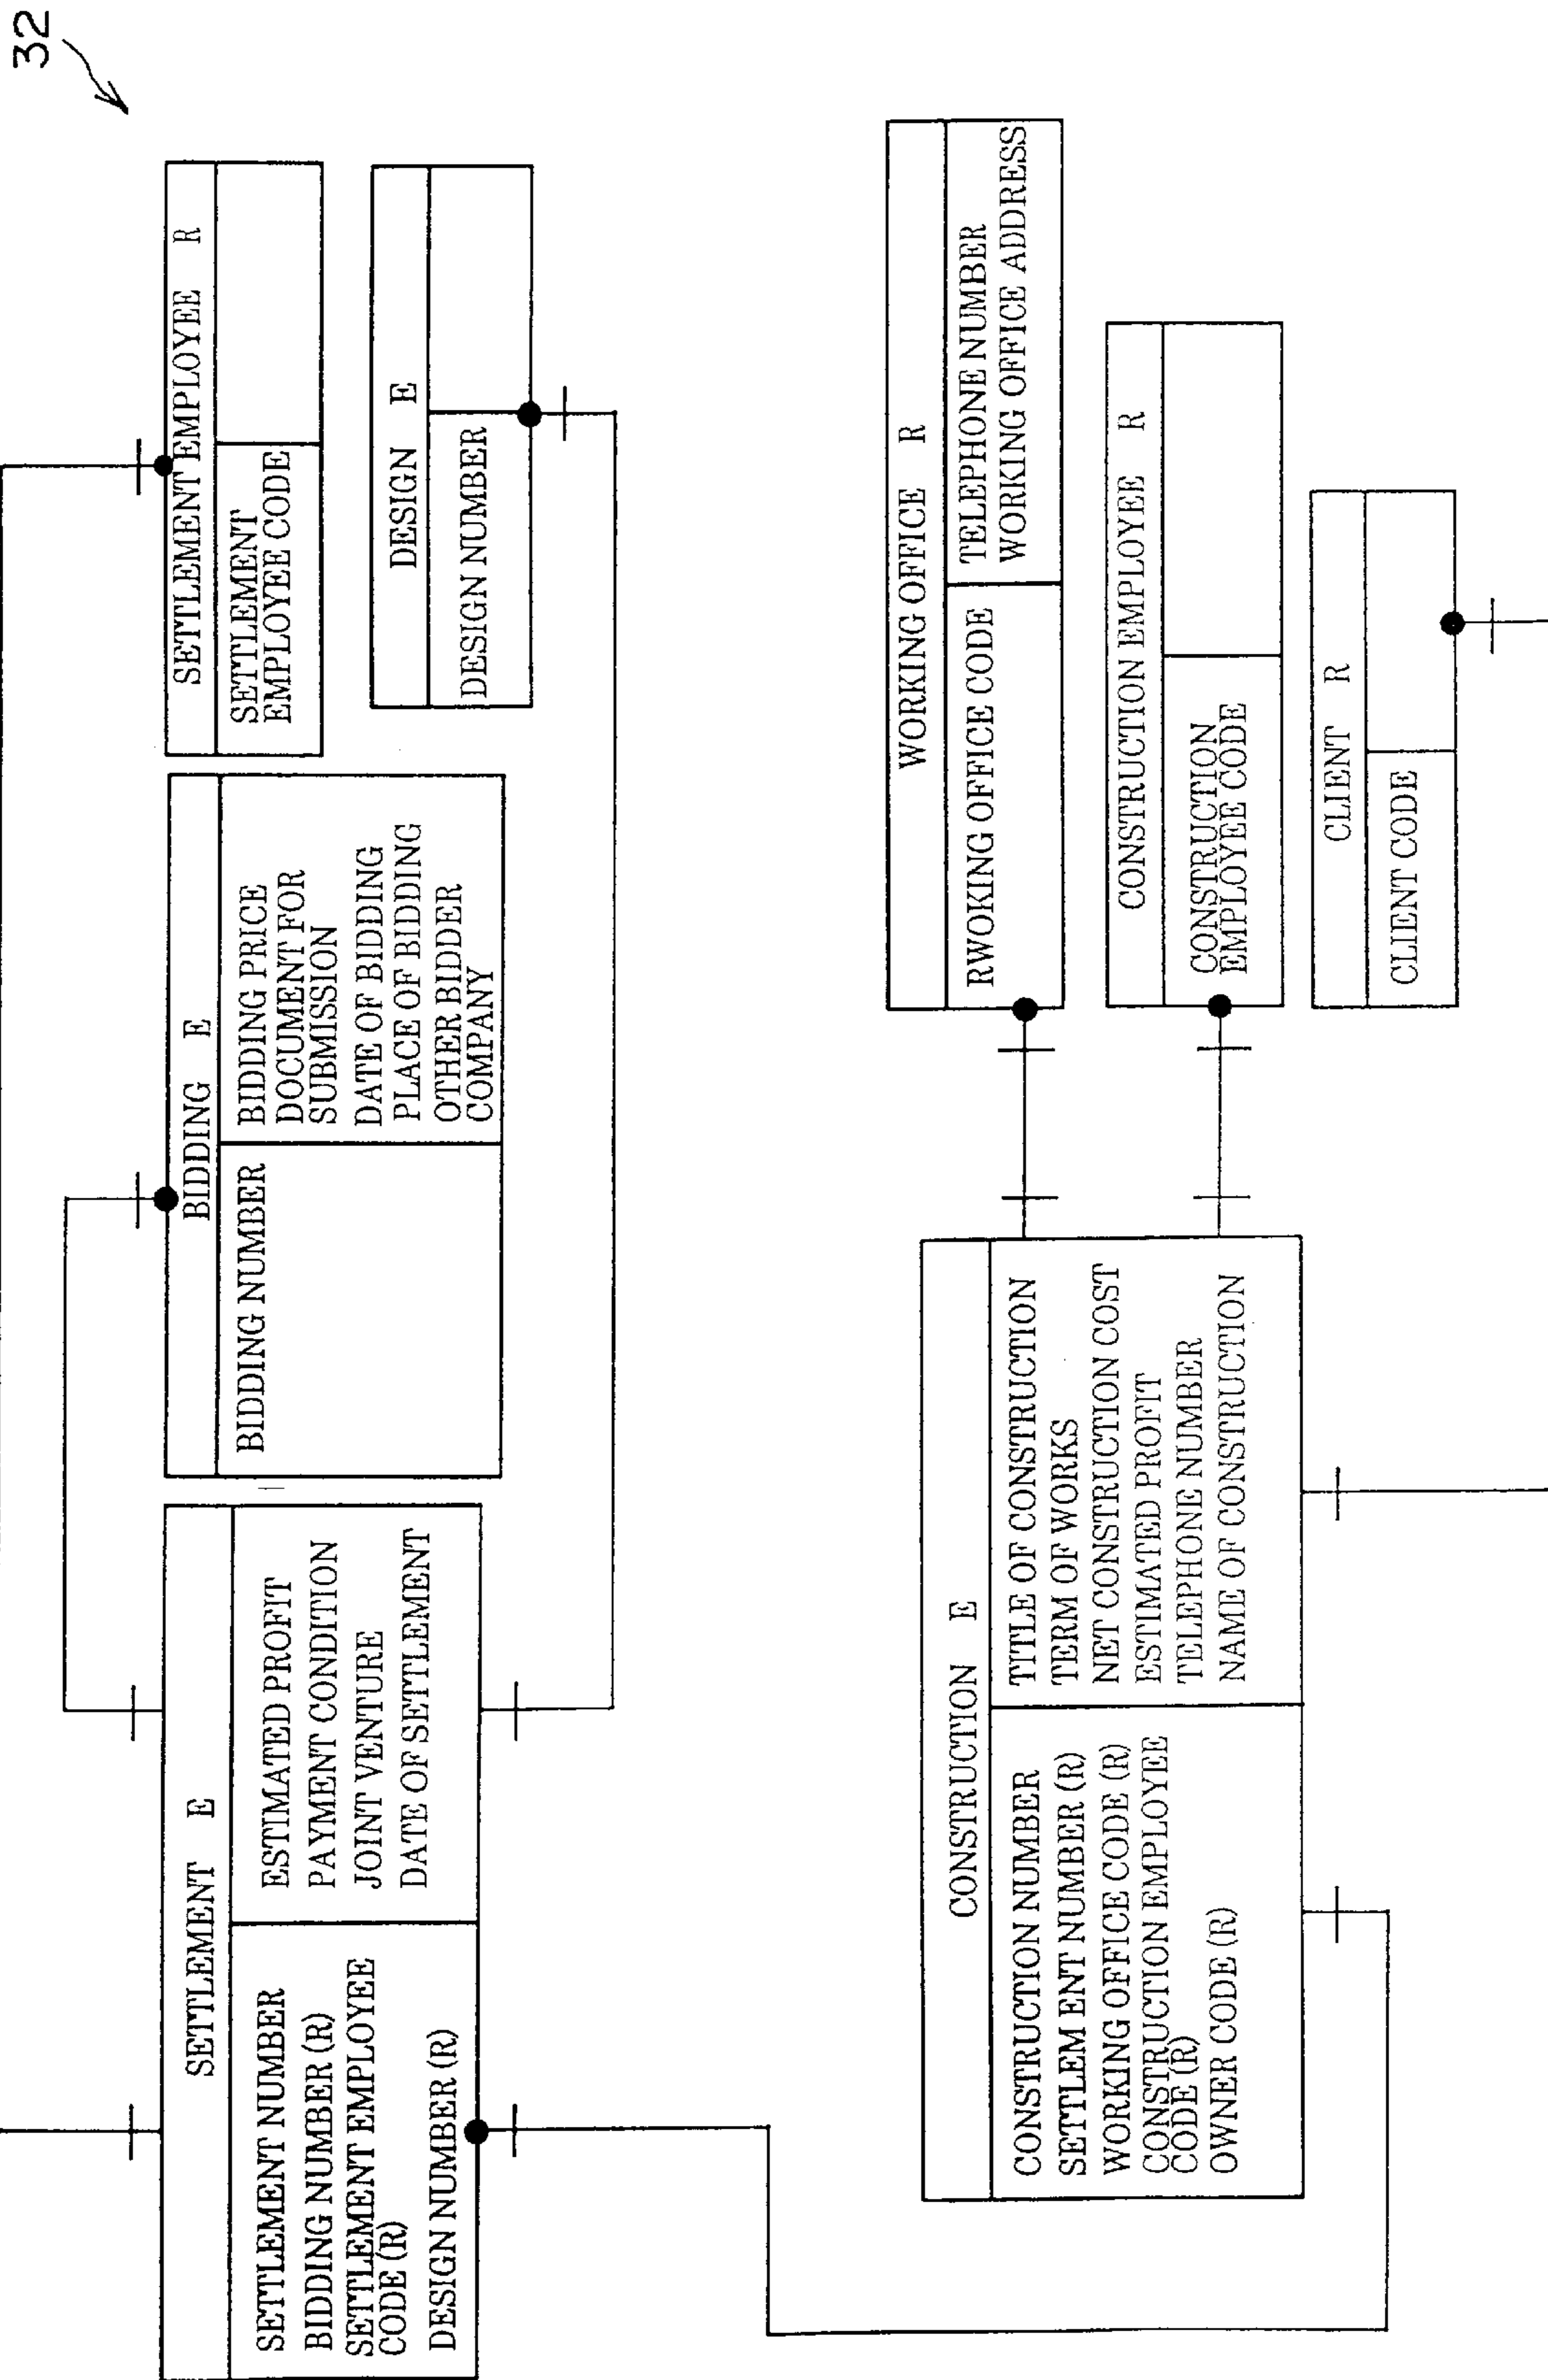 32
SETTLEMENT E
SETTLEMENT NUMBER
BIDDING NUMBER (R)
SETTLEMENT EMPLOYEE
CODE (R)
DESIGN NUMBER (R)
ESTIMATED PROFIT
PAYMENT CONDITION
JOINT VENTURE
DATE OF SETTLEMENT
BIDDING E
BIDDING NUMBER
BIDDING PRICE
DOCUMENT FOR
SUBMISSION
DATE OF BIDDING
PLACE OF BIDDING
OTHER BIDDER
COMPANY
SETTLEMENT EMPLOYEE R
SETTLEMENT
EMPLOYEE CODE
DESIGN E
DESIGN NUMBER
CONSTRUCTION E
CONSTRUCTION NUMBER
SETTLEM ENT NUMBER (R)
WORKING OFFICE CODE (R)
CONSTRUCTION EMPLOYEE
CODE (R)
OWNER CODE (R)
TITLE OF CONSTRUCTION
TERM OF WORKS
NET CONSTRUCTION COST
ESTIMATED PROFIT
TELEPHONE NUMBER
NAME OF CONSTRUCTION
WORKING OFFICE R
RWOKING OFFICE CODE
TELEPHONE NUMBER
WORKING OFFICE ADDRESS
CONSTRUCTION EMPLOYEE R
CONSTRUCTION
EMPLOYEE CODE
CLIENT R
CLIENT CODE